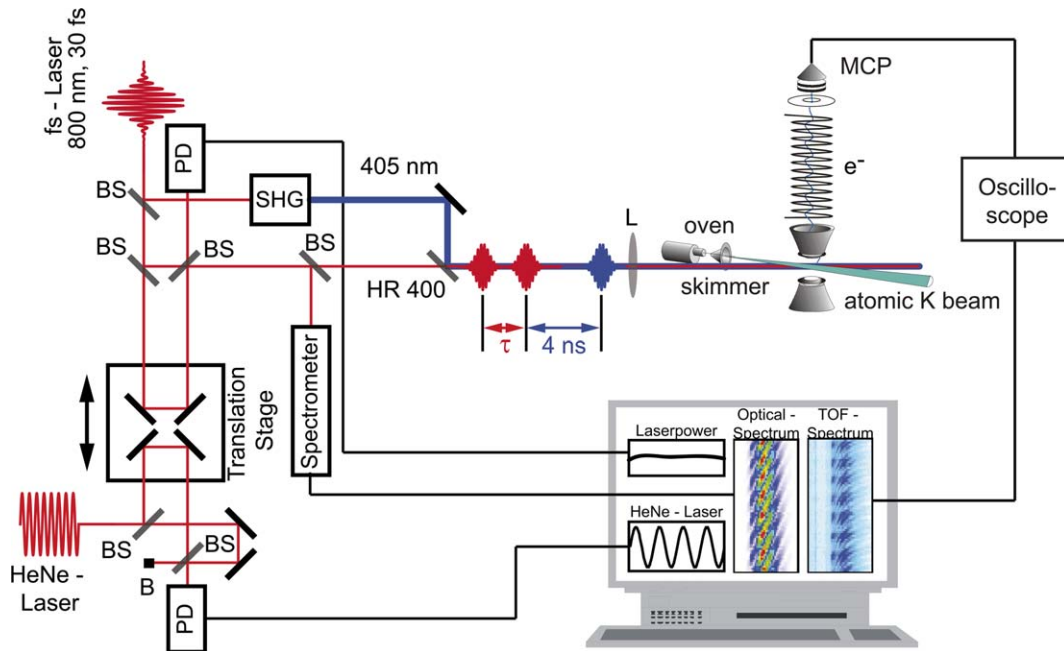 fs - Laser
800 nm, 30 fs
PD
BS
SHG
405 nm
BS
BS
BS
HR 400
τ
4 ns
L
oven
skimmer
atomic K beam
MCP
e-
Oscillo-
scope
Translation
Stage
Spectrometer
HeNe -
Laser
BS
BS
B
PD
Laserpower
HeNe - Laser
Optical -
Spectrum
TOF -
Spectrum